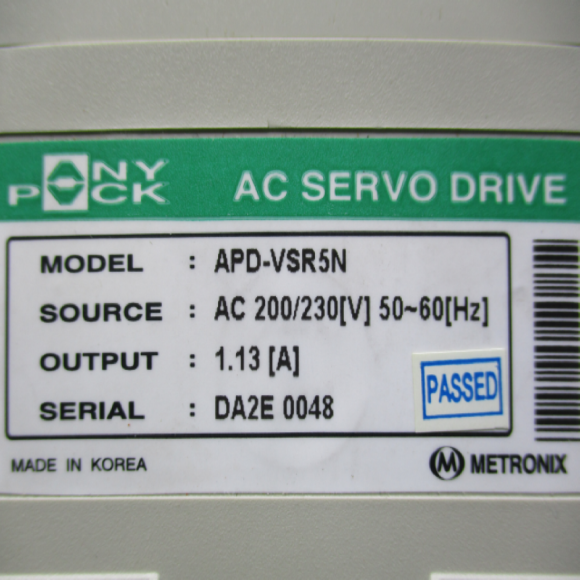 ANY PACK
AC SERVO DRIVE
MODEL : APD-VSR5N
SOURCE : AC 200/230[V] 50~60[Hz]
OUTPUT : 1.13 [A]
SERIAL : DA2E 0048
PASSED
MADE IN KOREA
M METRONIX